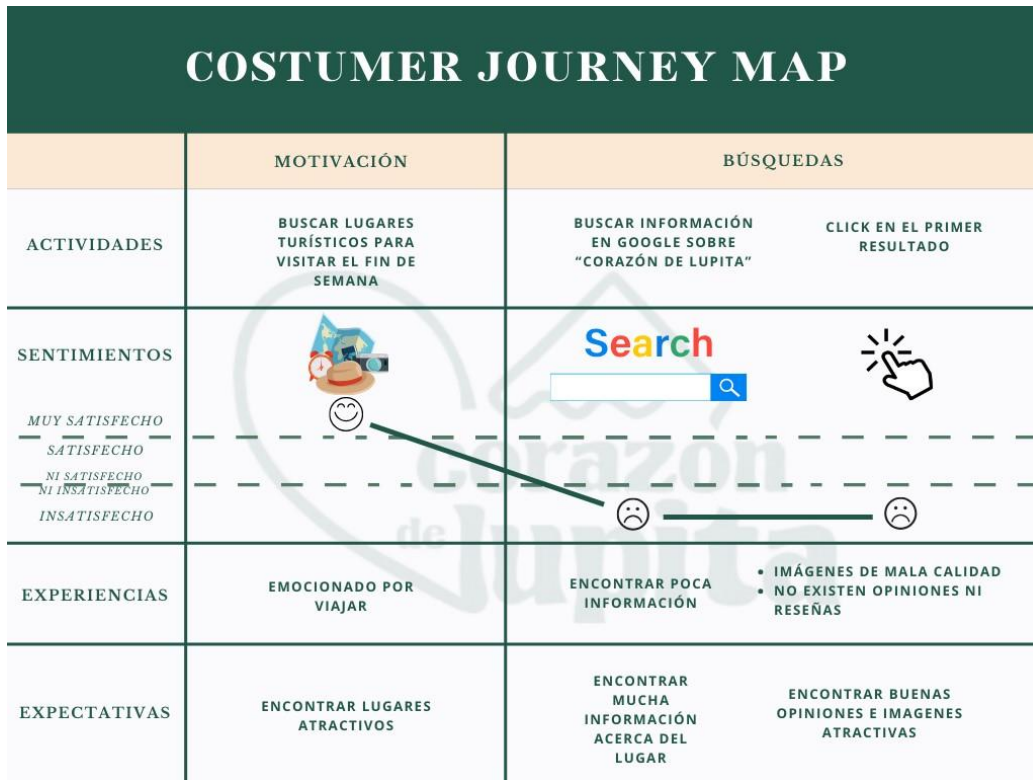 COSTUMER JOURNEY MAP
MOTIVACIÓN
BÚSQUEDAS
ACTIVIDADES
BUSCAR LUGARES
TURÍSTICOS PARA
VISITAR EL FIN DE
SEMANA
BUSCAR INFORMACIÓN
EN GOOGLE SOBRE
“CORAZÓN DE LUPITA”
CLICK EN EL PRIMER
RESULTADO
SENTIMIENTOS
Search
MUY SATISFECHO
SATISFECHO
NI SATISFECHO
NI INSATISFECHO
INSATISFECHO
corazón
de lupita
EXPERIENCIAS
EMOCIONADO POR
VIAJAR
ENCONTRAR POCA
INFORMACIÓN
• IMÁGENES DE MALA CALIDAD
• NO EXISTEN OPINIONES NI
RESEÑAS
EXPECTATIVAS
ENCONTRAR LUGARES
ATRACTIVOS
ENCONTRAR
MUCHA
INFORMACIÓN
ACERCA DEL
LUGAR
ENCONTRAR BUENAS
OPINIONES E IMAGENES
ATRACTIVAS